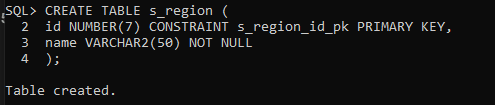 SQL> CREATE TABLE s_region (
  2  id NUMBER(7) CONSTRAINT s_region_id_pk PRIMARY KEY,
  3  name VARCHAR2(50) NOT NULL
  4  );
Table created.